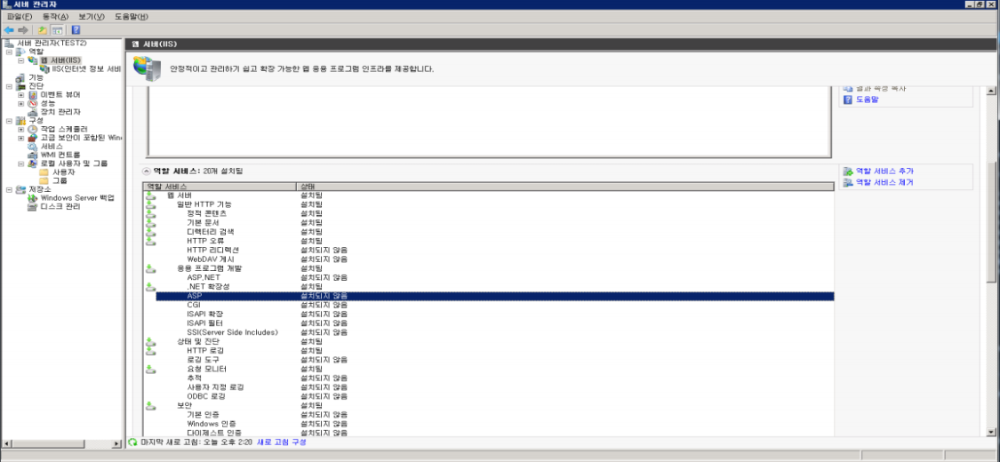 서버 관리자
파일(F) 동작(A) 보기(V) 도움말(H)
서버 관리자(TEST2)
역할
웹 서버(IIS)
IIS(인터넷 정보 서비
기능
진단
이벤트 뷰어
성능
장치 관리자
구성
작업 스케줄러
고급 보안이 포함된 Wind
서비스
WMI 컨트롤
로컬 사용자 및 그룹
사용자
그룹
저장소
Windows Server 백업
디스크 관리
웹 서버(IIS)
안정적이고 관리하기 쉽고 확장 가능한 웹 응용 프로그램 인프라를 제공합니다.
결과 속성 복사
도움말
역할 서비스: 20개 설치됨
역할 서비스 추가
역할 서비스 제거
역할 서비스 상태
웹 서버 설치됨
일반 HTTP 기능 설치됨
정적 콘텐츠 설치됨
기본 문서 설치됨
디렉터리 검색 설치됨
HTTP 오류 설치됨
HTTP 리디렉션 설치되지 않음
WebDAV 게시 설치되지 않음
응용 프로그램 개발 설치됨
ASP.NET 설치되지 않음
.NET 확장성 설치됨
ASP 설치되지 않음
CGI 설치되지 않음
ISAPI 확장 설치되지 않음
ISAPI 필터 설치되지 않음
SSI(Server Side Includes) 설치되지 않음
상태 및 진단 설치됨
HTTP 로깅 설치됨
로깅 도구 설치되지 않음
요청 모니터 설치됨
추적 설치되지 않음
사용자 지정 로깅 설치되지 않음
ODBC 로깅 설치되지 않음
보안 설치됨
기본 인증 설치되지 않음
Windows 인증 설치되지 않음
다이제스트 인증 설치되지 않음
마지막 새로 고침: 오늘 오후 2:20 새로 고침 구성